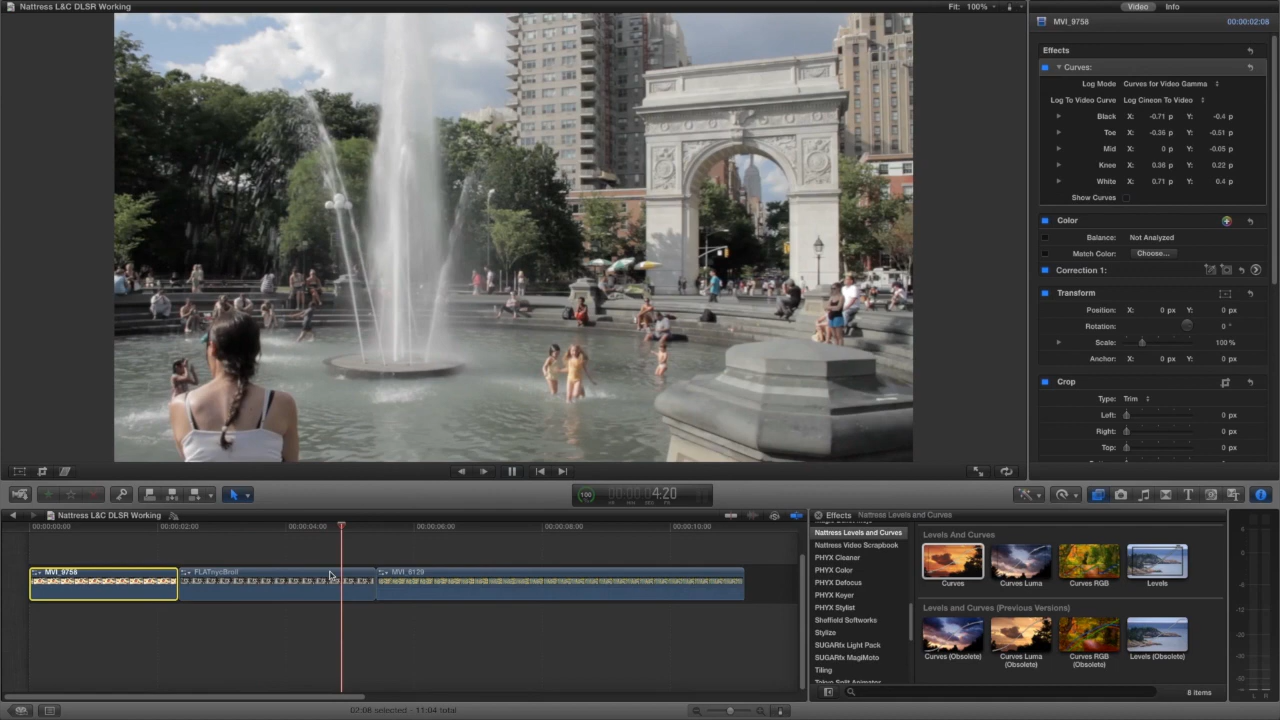 Nattress L&C DLSR Working
Fit: 100%
Video
Info
MVI_9758
00:00:02:08
Effects
Curves:
Log Mode Curves for Video Gamma
Log To Video Curve Log Cineon To Video
Black X: -0.71 p Y: -0.4 p
Toe X: -0.36 p Y: -0.51 p
Mid X: 0 p Y: -0.05 p
Knee X: 0.36 p Y: 0.22 p
White X: 0.71 p Y: 0.4 p
Show Curves
Color
Balance: Not Analyzed
Match Color: Choose...
Correction 1:
Transform
Position: X: 0 px Y: 0 px
Rotation: 0 °
Scale: 100 %
Anchor: X: 0 px Y: 0 px
Crop
Type: Trim
Left: 0 px
Right: 0 px
Top: 0 px
100
4:20
Nattress L&C DLSR Working
00:00:00:00
00:00:02:00
00:00:04:00
00:00:06:00
00:00:08:00
00:00:10:00
MVI_9758
FLATnycBroil
MVI_6129
Effects
Nattress Levels and Curves
Nattress Levels and Curves
Nattress Video Scrapbook
PHYX Cleaner
PHYX Color
PHYX Defocus
PHYX Keyer
PHYX Stylist
Sheffield Softworks
Stylize
SUGARfx Light Pack
SUGARfx MagiMoto
Tiling
Levels And Curves
Curves
Curves Luma
Curves RGB
Levels
Levels and Curves (Previous Versions)
Curves (Obsolete)
Curves Luma (Obsolete)
Curves RGB (Obsolete)
Levels (Obsolete)
8 items
-6
-12
-20
-30
-50
L R
02:08 selected - 11:04 total